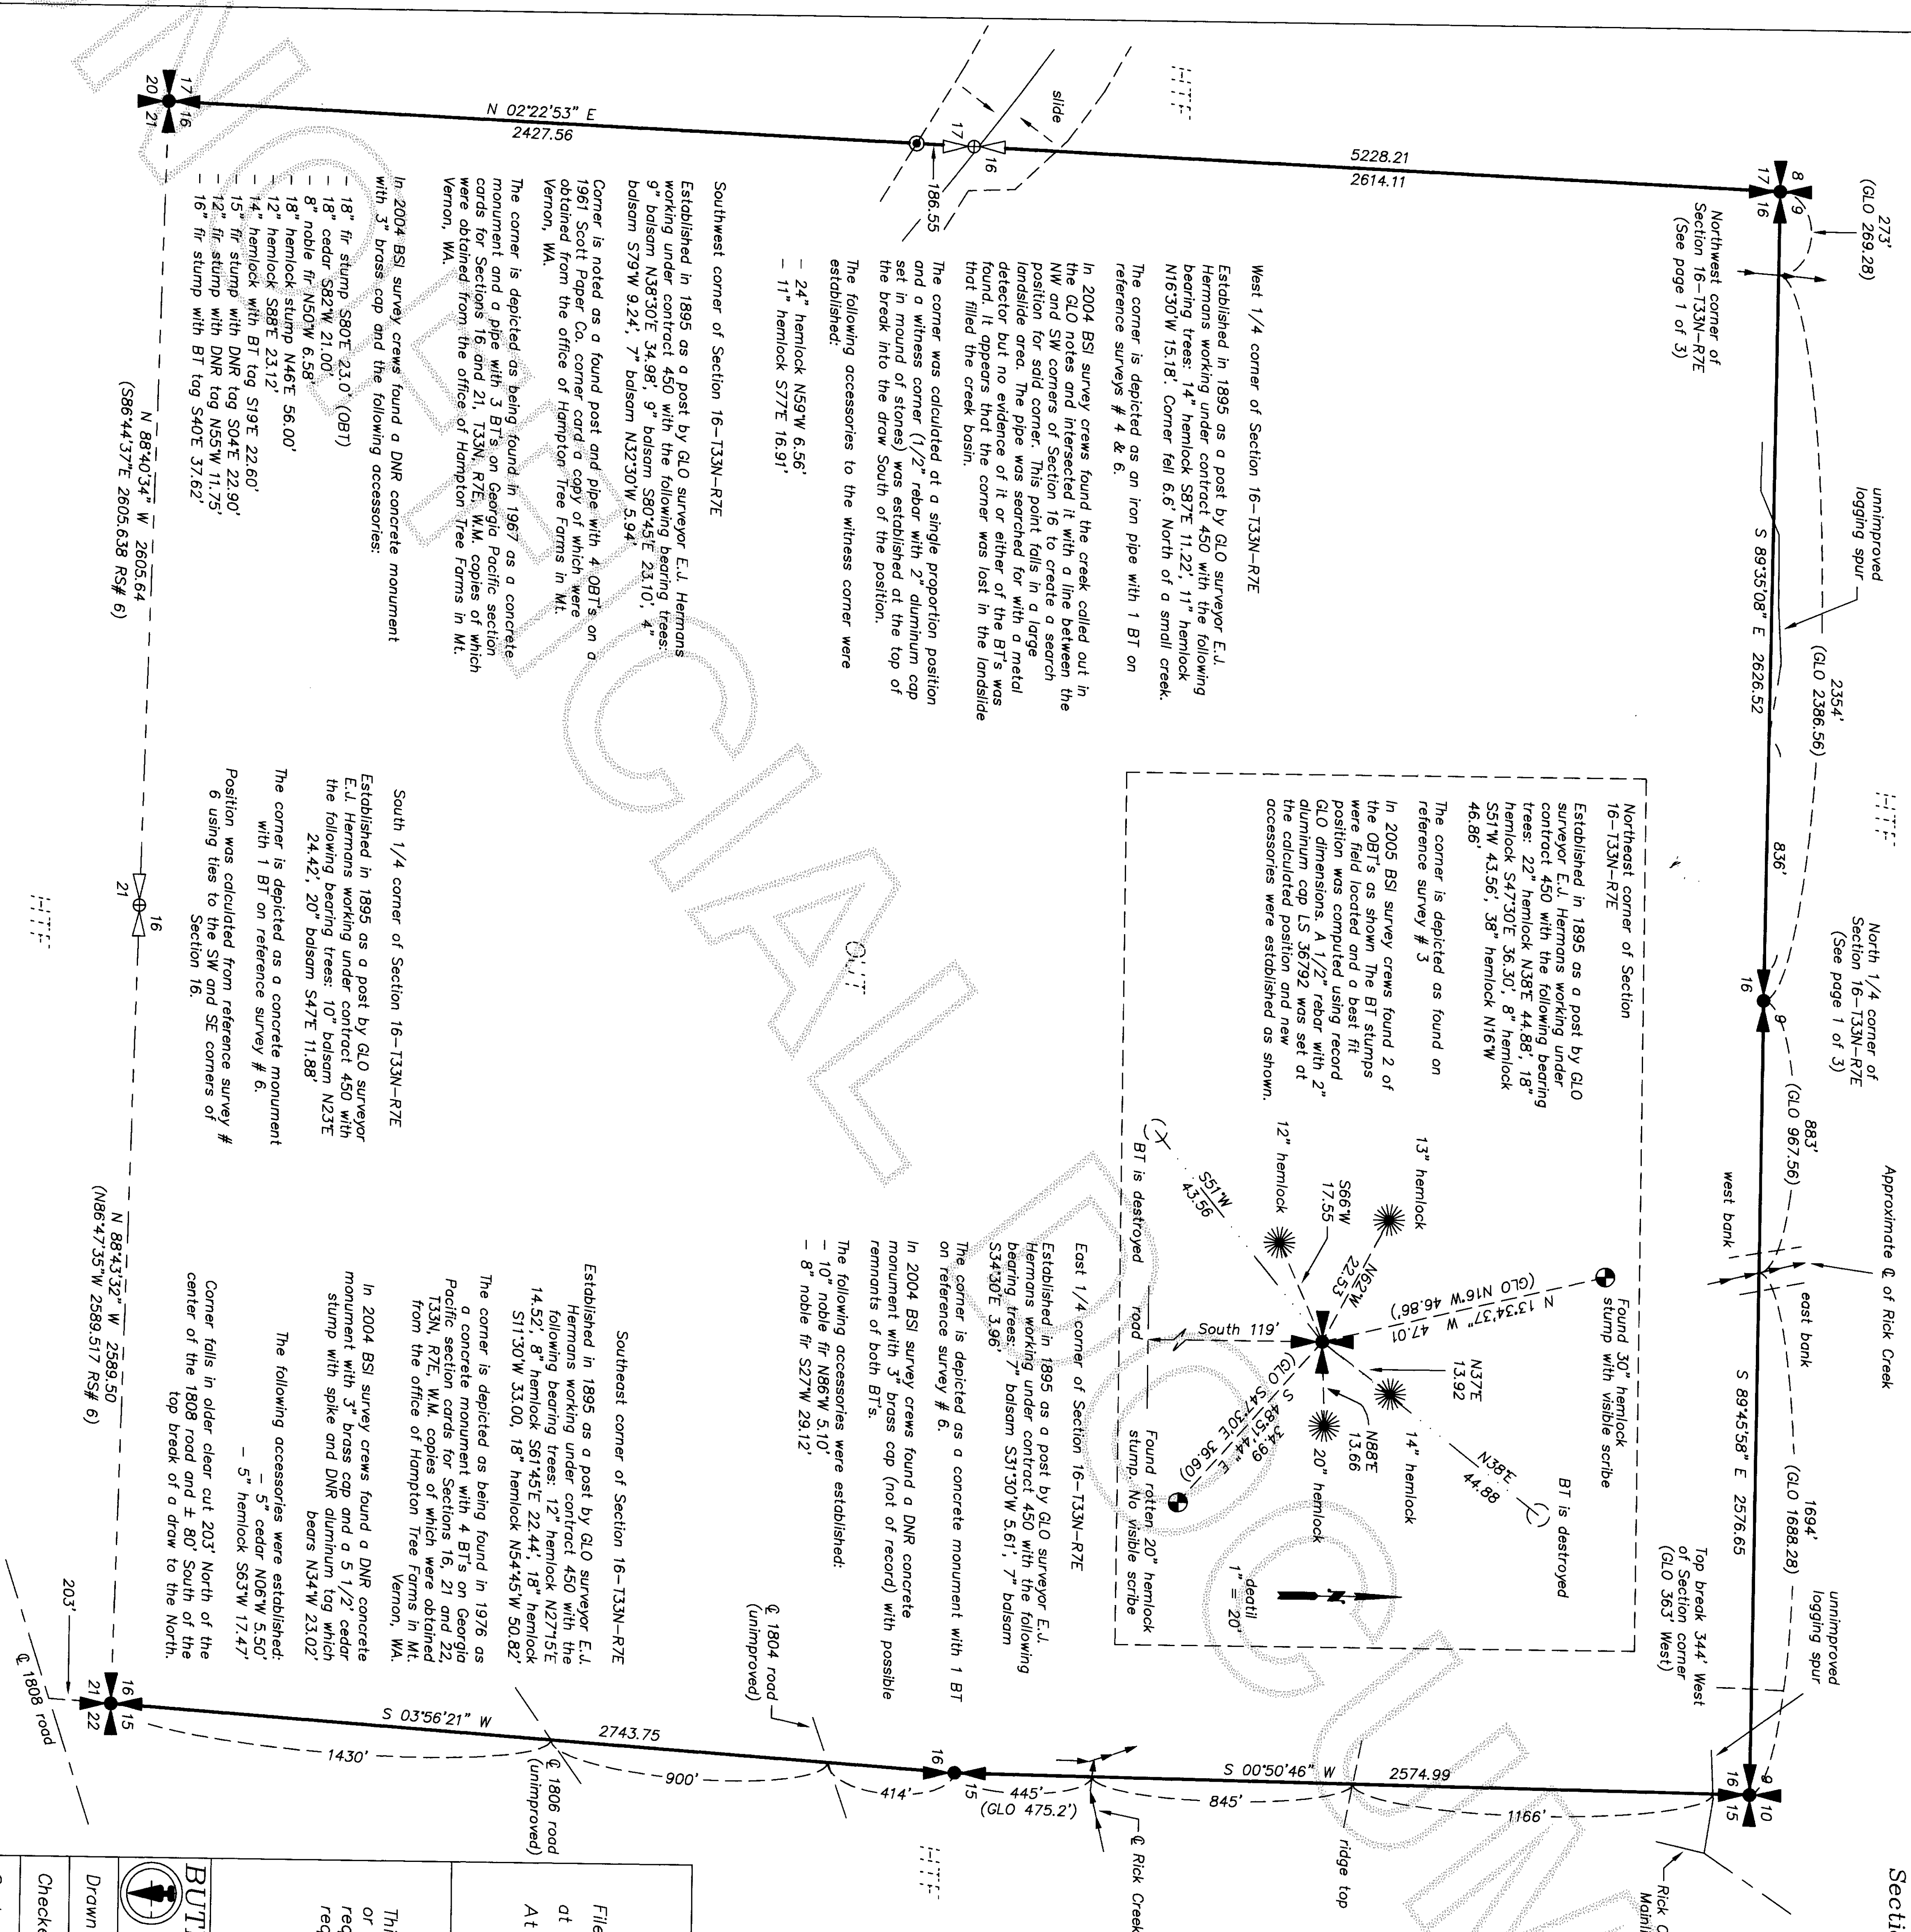 Secti
273'
(GLO 269.28)
8
9
17
16
Northwest corner of
Section 16-T33N-R7E
(See page 1 of 3)
unnimproved
logging spur
2354'
(GLO 2386.56)
S 89°35'08" E 2626.52
836'
North 1/4 corner of
Section 16-T33N-R7E
(See page 1 of 3)
9
16
883'
(GLO 967.56)
Approximate ℄ of Rick Creek
west bank
east bank
1694'
(GLO 1688.28)
S 89°45'58" E 2576.65
unnimproved
logging spur
Top break 344' West
of Section corner
(GLO 363' West)
9
10
16
15
Rick C
Mainl
5228.21
2614.11
slide
17
16
186.55
N 02°22'53" E
2427.56
17
16
20
21
West 1/4 corner of Section 16-T33N-R7E
Established in 1895 as a post by GLO surveyor E.J.
Hermans working under contract 450 with the following
bearing trees: 14" hemlock S87°E 11.22', 11" hemlock
N16°30'W 15.18'. Corner fell 6.6' North of a small creek.
The corner is depicted as an iron pipe with 1 BT on
reference surveys # 4 & 6.
In 2004 BSI survey crews found the creek called out in
the GLO notes and intersected it with a line between the
NW and SW corners of Section 16 to create a search
position for said corner. This point falls in a large
landslide area. The pipe was searched for with a metal
detector but no evidence of it or either of the BT's was
found. It appears that the corner was lost in the landslide
that filled the creek basin.
The corner was calculated at a single proportion position
and a witness corner (1/2" rebar with 2" aluminum cap
set in mound of stones) was established at the top of
the break into the draw South of the position.
The following accessories to the witness corner were
established:
- 24" hemlock N59°W 6.56'
- 11" hemlock S77°E 16.91'
Southwest corner of Section 16-T33N-R7E
Established in 1895 as a post by GLO surveyor E.J. Hermans
working under contract 450 with the following bearing trees:
9" balsam N38°30'E 34.98', 9" balsam S80°45'E 23.10', 4"
balsam S79°W 9.24', 7" balsam N32°30'W 5.94'
Corner is noted as a found post and pipe with 4 OBT's on a
1961 Scott Paper Co. corner card a copy of which were
obtained from the office of Hampton Tree Farms in Mt.
Vernon, WA.
The corner is depicted as being found in 1967 as a concrete
monument and a pipe with 3 BT's on Georgia Pacific section
cards for Sections 16 and 21, T33N, R7E, W.M. copies of which
were obtained from the office of Hampton Tree Farms in Mt.
Vernon, WA.
In 2004 BSI survey crews found a DNR concrete monument
with 3" brass cap and the following accessories:
- 18" fir stump S80°E 23.0' (OBT)
- 18" cedar S82°W 21.00'
- 8" noble fir N50°W 6.58'
- 18" hemlock stump N46°E 56.00'
- 12" hemlock S88°E 23.12'
- 14" hemlock with BT tag S19°E 22.60'
- 15" fir stump with DNR tag S04°E 22.90'
- 12" fir stump with DNR tag N55°W 11.75'
- 16" fir stump with BT tag S40°E 37.62'
N 88°40'34" W 2605.64
(S86°44'37"E 2605.638 RS# 6)
Northeast corner of Section
16-T33N-R7E
Established in 1895 as a post by GLO
surveyor E.J. Hermans working under
contract 450 with the following bearing
trees: 22" hemlock N38°E 44.88', 18"
hemlock S47°30'E 36.30', 8" hemlock
S51°W 43.56', 38" hemlock N16°W
46.86'
The corner is depicted as found on
reference survey # 3
In 2005 BSI survey crews found 2 of
the OBT's as shown The BT stumps
were field located and a best fit
position was computed using record
GLO dimensions. A 1/2" rebar with 2"
aluminum cap LS 36792 was set at
the calculated position and new
accessories were established as shown.
Found 30" hemlock
stump with visible scribe
N 13°34'37" W 47.01
(GLO N16°W 46.86')
13" hemlock
N62°W
22.53
S66°W
17.55
12" hemlock
S51°W
43.56
BT is destroyed
N37°E
13.92
14" hemlock
N38°E
44.88
BT is destroyed
N88°E
13.66
20" hemlock
34.99
S 48°51'44" E
(GLO S47°30'E 36.60)
Found rotten 20" hemlock
stump. No visible scribe
South 119'
road
deatil
1" = 20'
N
East 1/4 corner of Section 16-T33N-R7E
Established in 1895 as a post by GLO surveyor E.J.
Hermans working under contract 450 with the following
bearing trees: 7" balsam S31°30'W 5.61', 7" balsam
S34°30'E 3.96'
The corner is depicted as a concrete monument with 1 BT
on reference survey # 6.
In 2004 BSI survey crews found a DNR concrete
monument with 3" brass cap (not of record) with possible
remnants of both BT's.
The following accessories were established:
- 10" noble fir N86°W 5.10'
- 8" noble fir S27°W 29.12'
South 1/4 corner of Section 16-T33N-R7E
Established in 1895 as a post by GLO surveyor
E.J. Hermans working under contract 450 with
the following bearing trees: 10" balsam N23°E
24.42', 20" balsam S47°E 11.88'
The corner is depicted as a concrete monument
with 1 BT on reference survey # 6.
Position was calculated from reference survey #
6 using ties to the SW and SE corners of
Section 16.
16
21
Southeast corner of Section 16-T33N-R7E
Established in 1895 as a post by GLO surveyor E.J.
Hermans working under contract 450 with the
following bearing trees: 12" hemlock N27°15'E
14.52', 8" hemlock S61°45'E 22.44', 18" hemlock
S11°30'W 33.00, 18" hemlock N54°45'W 50.82'
The corner is depicted as being found in 1976 as
a concrete monument with 4 BT's on Georgia
Pacific section cards for Sections 16, 21 and 22,
T33N, R7E, W.M. copies of which were obtained
from the office of Hampton Tree Farms in Mt.
Vernon, WA.
In 2004 BSI survey crews found a DNR concrete
monument with 3" brass cap and a 5 1/2' cedar
stump with spike and DNR aluminum tag which
bears N34°W 23.02'
The following accessories were established:
- 5" cedar N06°W 5.50'
- 5" hemlock S63°W 17.47'
Corner falls in older clear cut 203' North of the
center of the 1808 road and ± 80' South of the
top break of a draw to the North.
N 88°43'32" W 2589.50
(N86°47'35"W 2589.517 RS# 6)
1166'
ridge top
S 00°50'46" W 2574.99
845'
℄ Rick Creek
445'
(GLO 475.2')
16
15
414'
℄ 1804 road
(unimproved)
900'
S 03°56'21" W
2743.75
℄ 1806 road
(unimproved)
1430'
16
15
21
22
203'
℄ 1808 road
HTF
HTF
HTF
HTF
OUT
UNOFFICIAL DOCUM
File
at
At
This
or
req
rec
BUT
Drawn
Checke